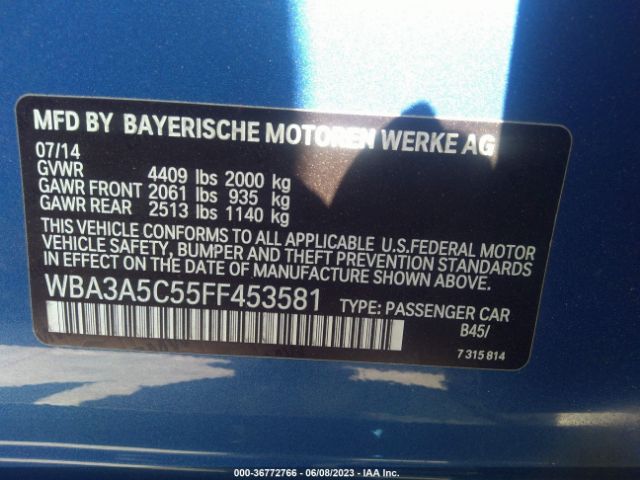 MFD BY BAYERISCHE MOTOREN WERKE AG
07/14
GVWR 4409 lbs 2000 kg
GAWR FRONT 2061 lbs 935 kg
GAWR REAR 2513 lbs 1140 kg
THIS VEHICLE CONFORMS TO ALL APPLICABLE U.S.FEDERAL MOTOR
VEHICLE SAFETY, BUMPER AND THEFT PREVENTION STANDARDS
IN EFFECT ON THE DATE OF MANUFACTURE SHOWN ABOVE.
WBA3A5C55FF453581 TYPE: PASSENGER CAR
B45/
7 315 814
000-36772766 - 06/08/2023 - IAA Inc.